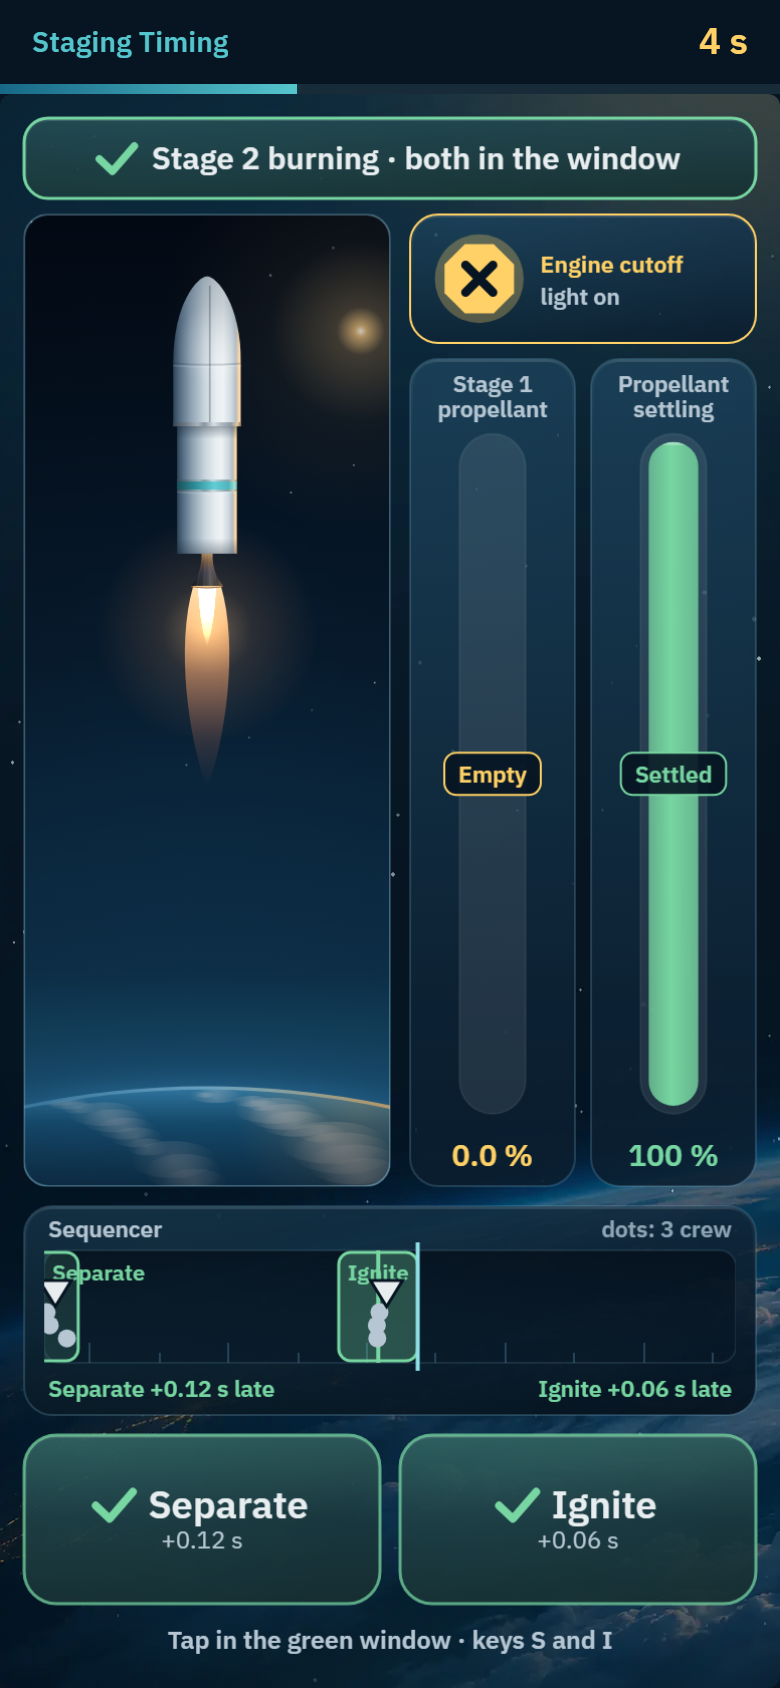 Staging Timing
4 s
Stage 2 burning · both in the window
Engine cutoff
light on
Stage 1
propellant
Propellant
settling
Empty
Settled
0.0 %
100 %
Sequencer
dots: 3 crew
Separate
Ignite
Separate +0.12 s late
Ignite +0.06 s late
Separate
+0.12 s
Ignite
+0.06 s
Tap in the green window · keys S and I